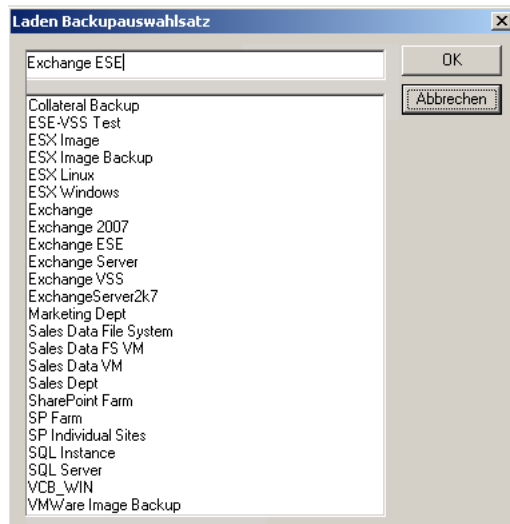 Laden Backupauswahlsatz
Exchange ESE
OK
Abbrechen
Collateral Backup
ESE-VSS Test
ESX Image
ESX Image Backup
ESX Linux
ESX Windows
Exchange
Exchange 2007
Exchange ESE
Exchange Server
Exchange VSS
ExchangeServer2k7
Marketing Dept
Sales Data File System
Sales Data FS VM
Sales Data VM
Sales Dept
SharePoint Farm
SP Farm
SP Individual Sites
SQL Instance
SQL Server
VCB_WIN
VMWare Image Backup